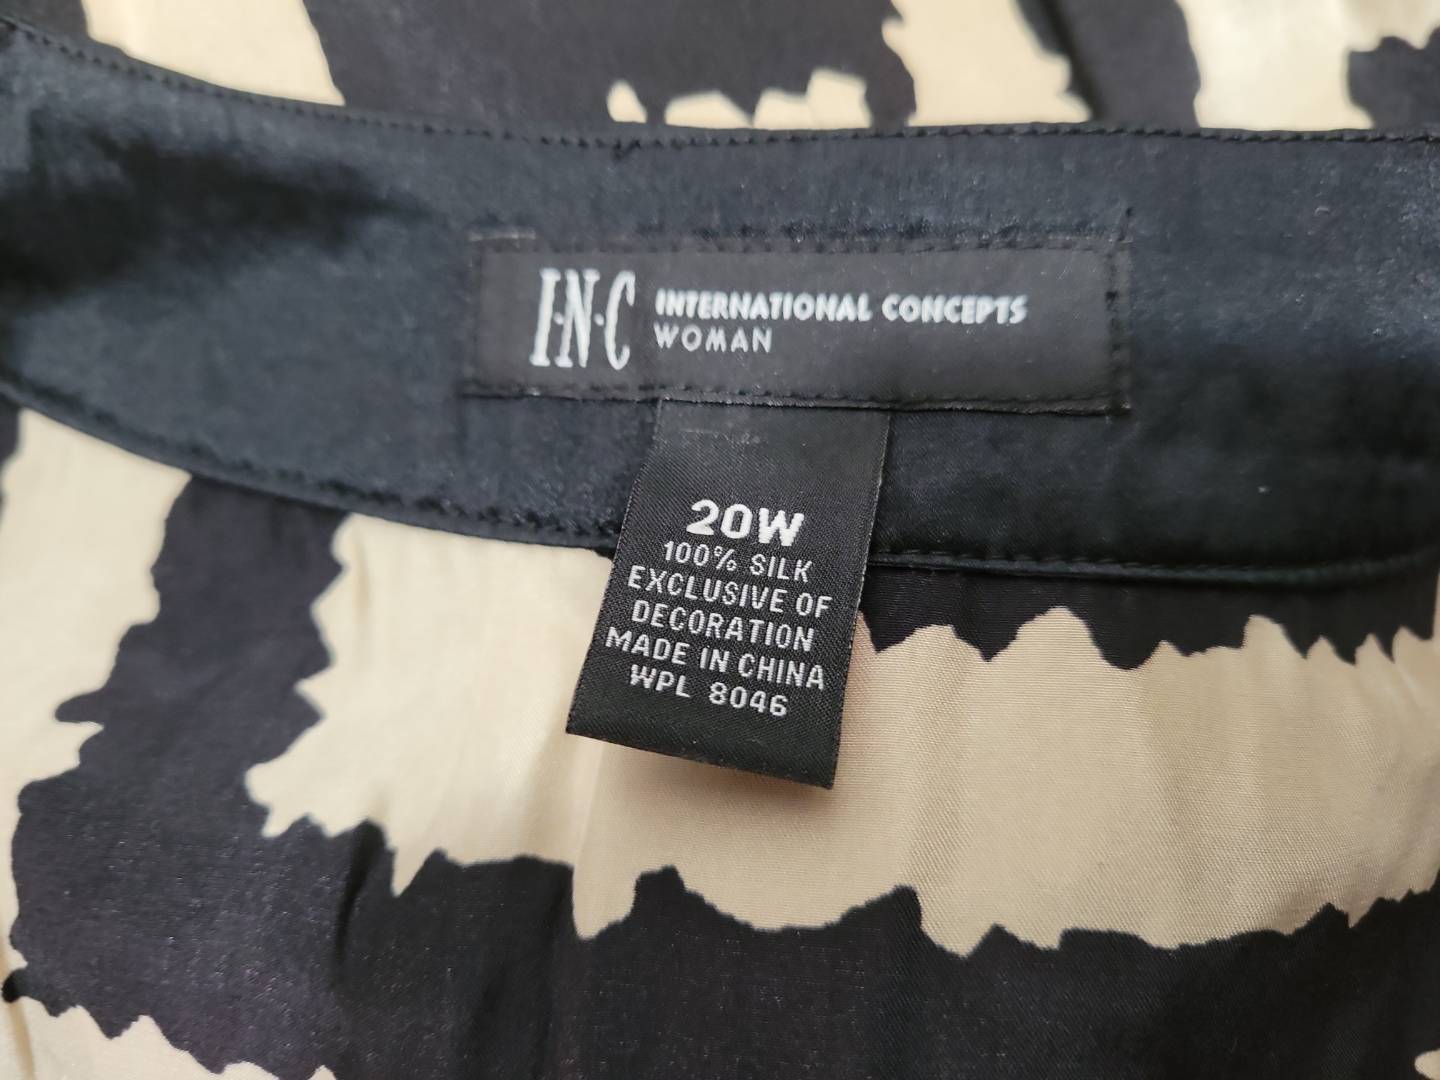 I·N·C INTERNATIONAL CONCEPTS
WOMAN
20W
100% SILK
EXCLUSIVE OF
DECORATION
MADE IN CHINA
WPL 8046